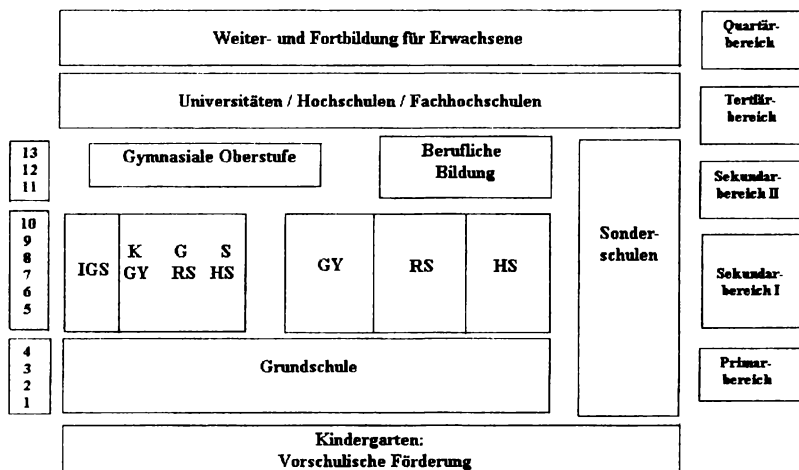 Weiter- und Fortbildung für Erwachsene
Quartär-
bereich
Universitäten / Hochschulen / Fachhochschulen
Tertiär-
bereich
13
12
11
Gymnasiale Oberstufe
Berufliche
Bildung
Sonder-
schulen
Sekundar-
bereich II
10
9
8
7
6
5
IGS
K G S
GY RS HS
GY
RS
HS
Sekundar-
bereich I
4
3
2
1
Grundschule
Primar-
bereich
Kindergarten:
Vorschulische Förderung